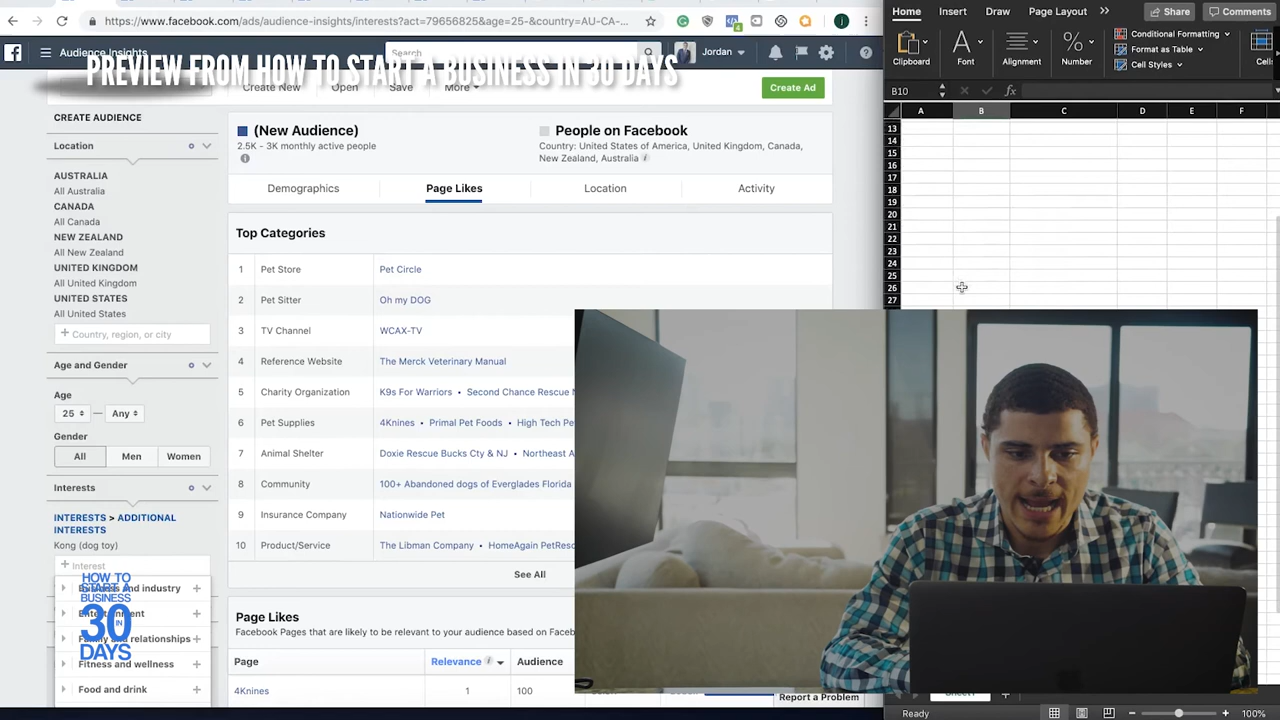 https://www.facebook.com/ads/audience-insights/interests?act=79656825&age=25-&country=AU-CA-...
4
j
Audience Insights
Search
Jordan
PREVIEW FROM HOW TO START A BUSINESS IN 30 DAYS
Create New
Open
Save
More
Create Ad
CREATE AUDIENCE
Location
AUSTRALIA
All Australia
CANADA
All Canada
NEW ZEALAND
All New Zealand
UNITED KINGDOM
All United Kingdom
UNITED STATES
All United States
+ Country, region, or city
Age and Gender
Age
25 — Any
Gender
All Men Women
Interests
INTERESTS > ADDITIONAL
INTERESTS
Kong (dog toy)
+ Interest
Business and industry +
Entertainment +
Family and relationships +
Fitness and wellness +
Food and drink +
HOW TO
START A
BUSINESS
30 IN
DAYS
(New Audience)
2.5K - 3K monthly active people
People on Facebook
Country: United States of America, United Kingdom, Canada,
New Zealand, Australia
Demographics Page Likes Location Activity
Top Categories
1 Pet Store Pet Circle
2 Pet Sitter Oh my DOG
3 TV Channel WCAX-TV
4 Reference Website The Merck Veterinary Manual
5 Charity Organization K9s For Warriors • Second Chance Rescue
6 Pet Supplies 4Knines • Primal Pet Foods • High Tech Pe
7 Animal Shelter Doxie Rescue Bucks Cty & NJ • Northeast A
8 Community 100+ Abandoned dogs of Everglades Florida
9 Insurance Company Nationwide Pet
10 Product/Service The Libman Company • HomeAgain PetResc
See All
Page Likes
Facebook Pages that are likely to be relevant to your audience based on Faceb
Page Relevance Audience
4Knines 1 100
Report a Problem
Home Insert Draw Page Layout >> Share Comments
Clipboard Font Alignment Number
Conditional Formatting
Format as Table
Cell Styles
Cells
B10 fx
A B C D E F
13
14
15
16
17
18
19
20
21
22
23
24
25
26
27
Sheet1 +
Ready
100%